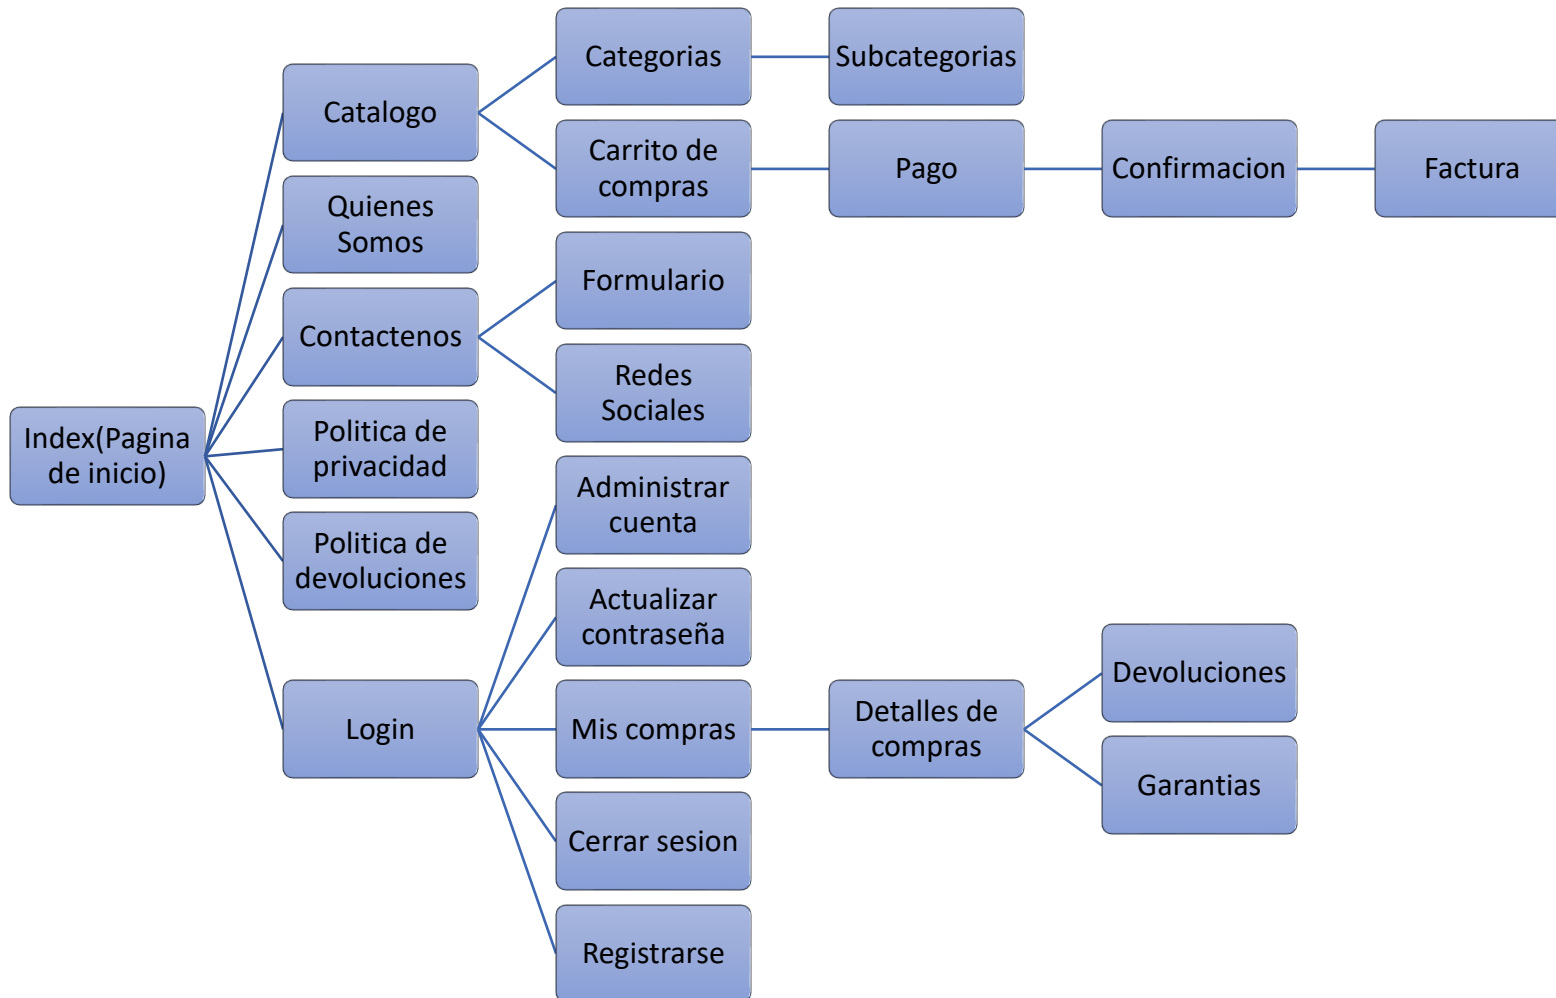 Categorias
Subcategorias
Catalogo
Carrito de
compras
Pago
Confirmacion
Factura
Quienes
Somos
Formulario
Contactenos
Redes
Sociales
Index(Pagina
de inicio)
Politica de
privacidad
Administrar
cuenta
Politica de
devoluciones
Actualizar
contraseña
Devoluciones
Login
Mis compras
Detalles de
compras
Garantias
Cerrar sesion
Registrarse